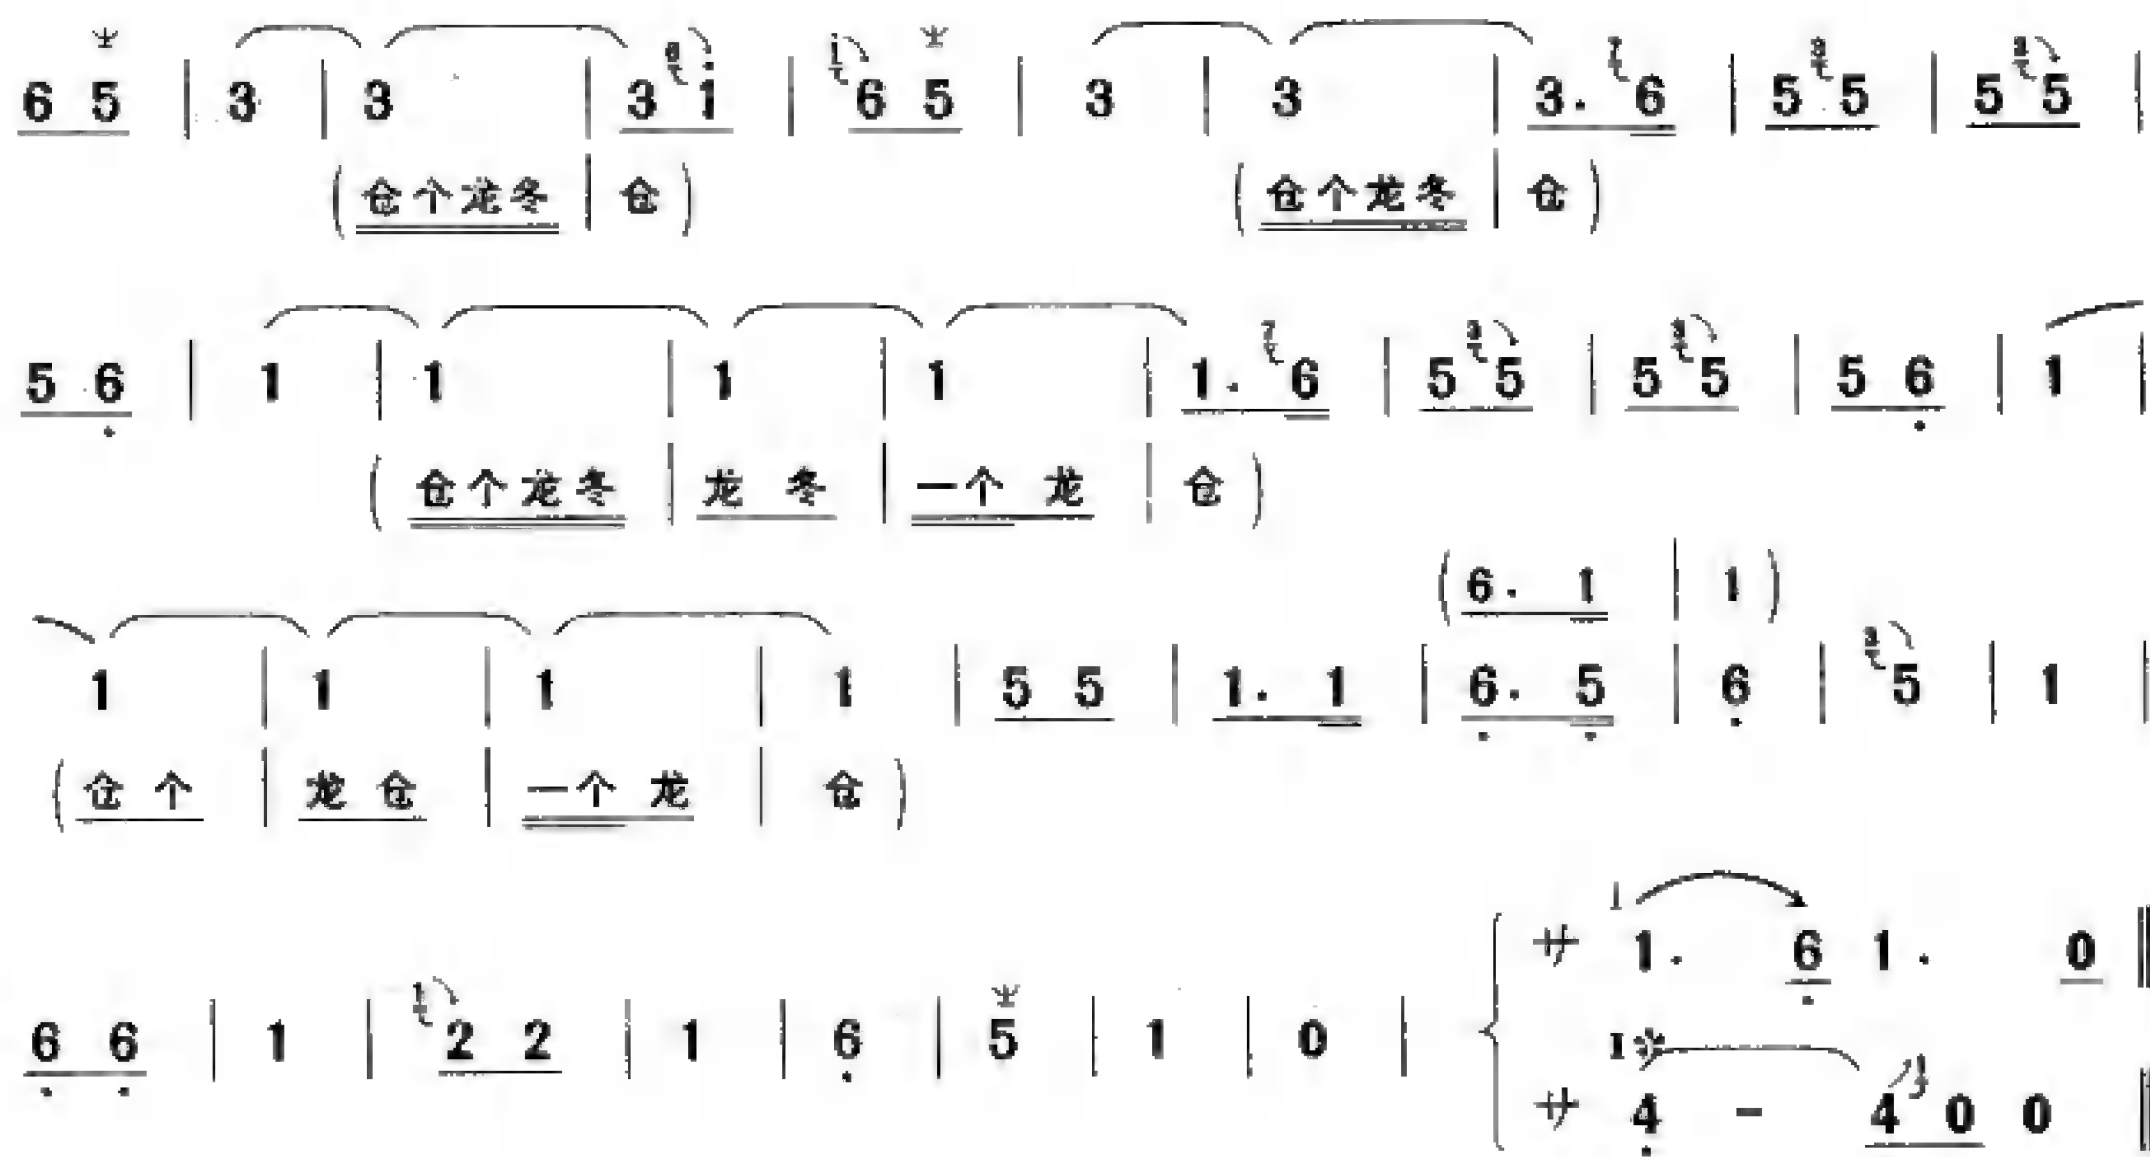 6 5 | 3 | 3 | 3 1 | 6 5 | 3 | 3 | 3. 6 | 5 5 | 5 5 |
(仓个龙冬 | 仓) (仓个龙冬 | 仓)
5 6 | 1 | 1 | 1 | 1 | 1. 6 | 5 5 | 5 5 | 5 6 | 1 |
(仓个龙冬 | 龙 冬 | 一个 龙 | 仓)
(6. 1 | 1)
1 | 1 | 1 | 1 | 5 5 | 1. 1 | 6. 5 | 6 | 5 | 1 |
(仓 个 | 龙 仓 | 一个 龙 | 仓)
サ 1. 6 1. 0
6 6 | 1 | 2 2 | 1 | 6 | 5 | 1 | 0 |
サ 4 - 4 0 0